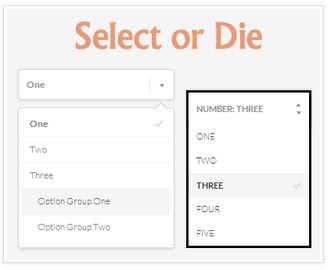 Select or Die
One
One
Two
Three
Option Group.One
Option Group.Two
NUMBER: THREE
ONE
TWO
THREE
FOUR
FIVE